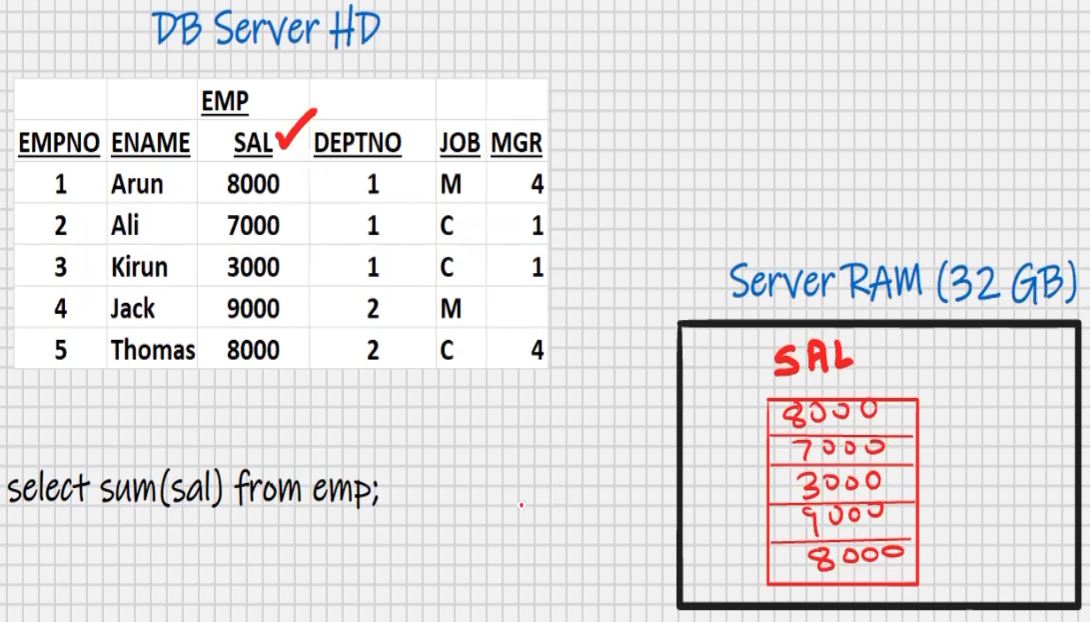 DB Server HD
EMP
EMPNO ENAME SAL DEPTNO JOB MGR
1 Arun 8000 1 M 4
2 Ali 7000 1 C 1
3 Kirun 3000 1 C 1
4 Jack 9000 2 M
5 Thomas 8000 2 C 4
select sum(sal) from emp;
Server RAM (32 GB)
SAL
8000
7000
3000
9000
8000